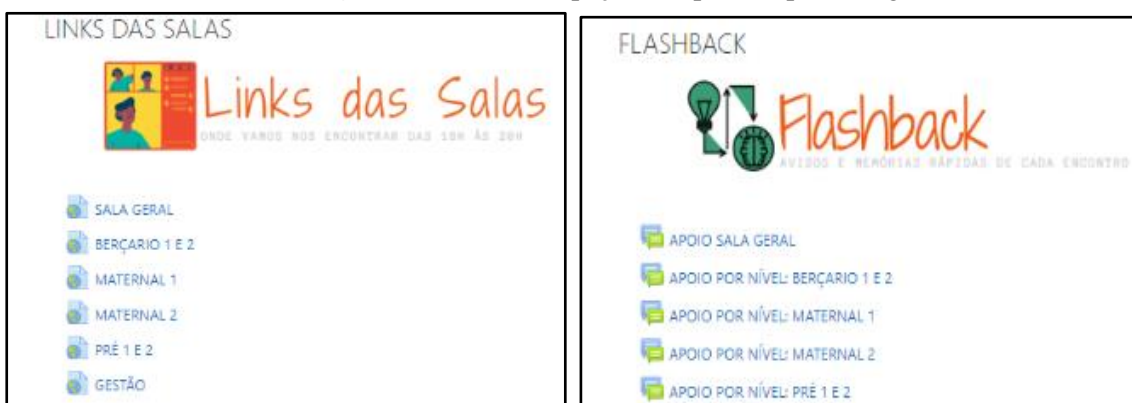 LINKS DAS SALAS
Links das Salas
ONDE VAMOS NOS ENCONTRAR DAS ÀS 20H
SALA GERAL
BERÇARIO 1 E 2
MATERNAL 1
MATERNAL 2
PRÉ 1 E 2
GESTÃO
FLASHBACK
Flashback
AVISOS E MEMÓRIAS RÁPIDAS DE CADA ENCONTRO
APOIO SALA GERAL
APOIO POR NÍVEL: BERÇARIO 1 E 2
APOIO POR NÍVEL: MATERNAL 1
APOIO POR NÍVEL: MATERNAL 2
APOIO POR NÍVEL: PRÉ 1 E 2